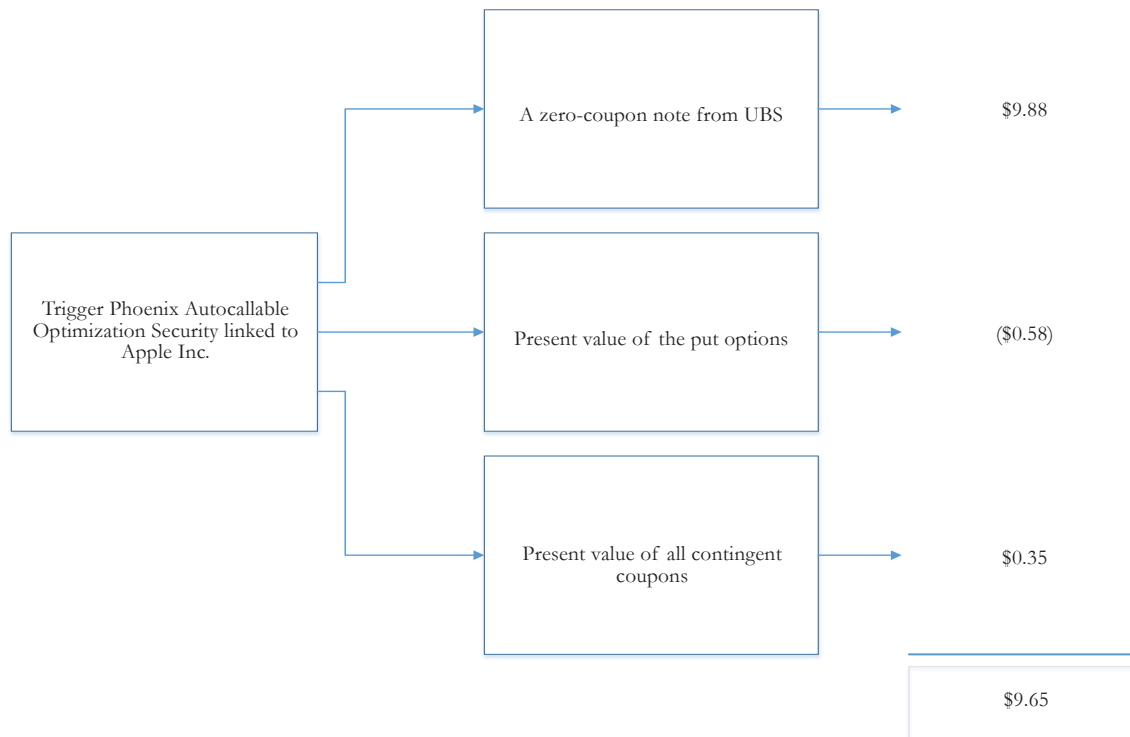 A zero-coupon note from UBS
$9.88
Trigger Phoenix Autocallable
Optimization Security linked to
Apple Inc.
Present value of the put options
($0.58)
Present value of all contingent
coupons
$0.35
$9.65